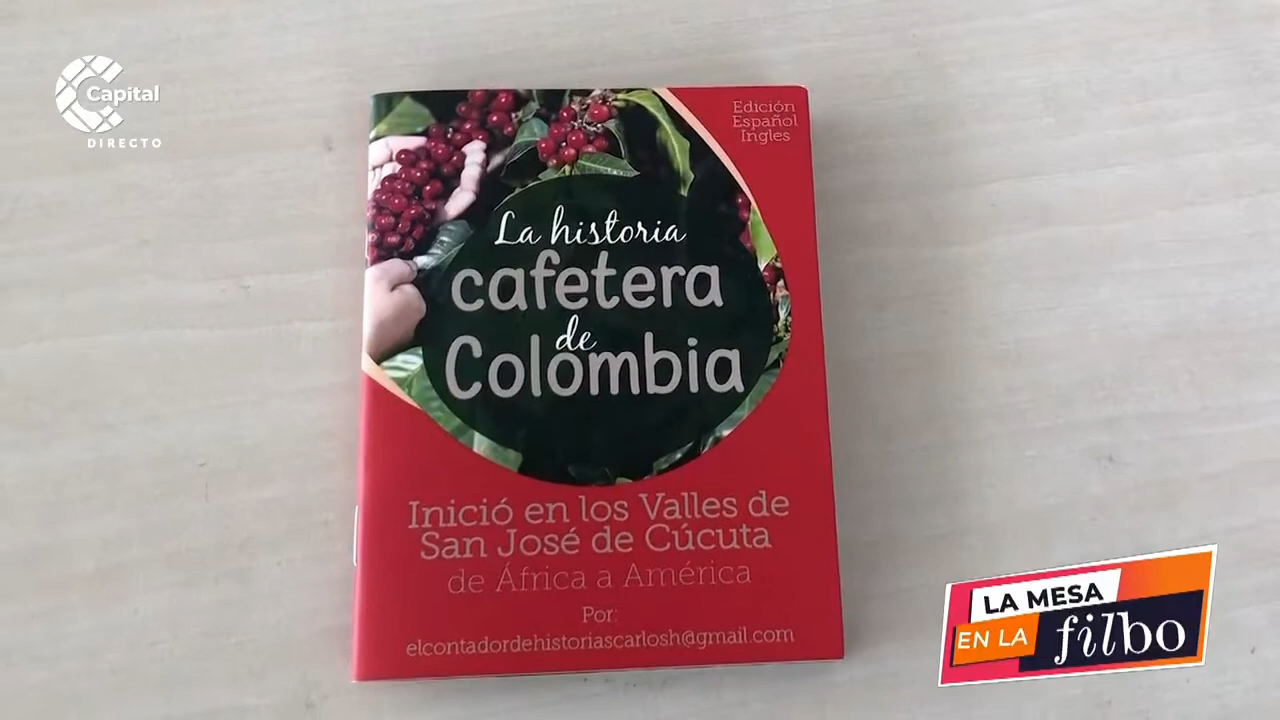 Capital
DIRECTO
Edición
Español
Ingles
La historia
cafetera
de
Colombia
Inició en los Valles de
San José de Cúcuta
de África a América
Por:
elcontadordehistoriascarlosh@gmail.com
LA MESA
EN LA filbo